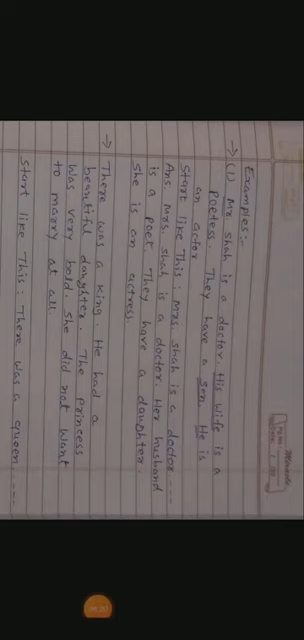 Examples:-
→ (1) Mr Shah is a doctor. His wife is a
poetess. They have a son. He is
an actor
Start like This : Mrs. Shah is a doctor....
Ans. Mrs. Shah is a doctor. Her husband
is a poet. They have a daughter.
She is an actress.
→ There was a King. He had a
beautiful daughter. The princess
was very bold. She did not want
to marry at all.
Start like This : There was a queen ....